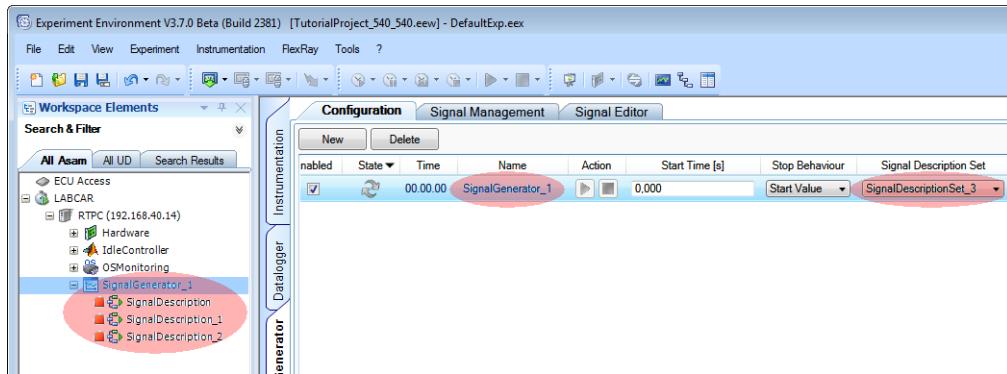 Experiment Environment V3.7.0 Beta (Build 2381) [TutorialProject_540_540.eew] - DefaultExp.eex
File Edit View Experiment Instrumentation FlexRay Tools ?
Workspace Elements
Search & Filter
All Asam All UD Search Results
ECU Access
LABCAR
RTPC (192.168.40.14)
Hardware
IdleController
OSMonitoring
SignalGenerator_1
SignalDescription
SignalDescription_1
SignalDescription_2
Instrumentation
Datalogger
Generator
Configuration Signal Management Signal Editor
New Delete
nabled State Time Name Action Start Time [s] Stop Behaviour Signal Description Set
00.00.00 SignalGenerator_1 0,000 Start Value SignalDescriptionSet_3